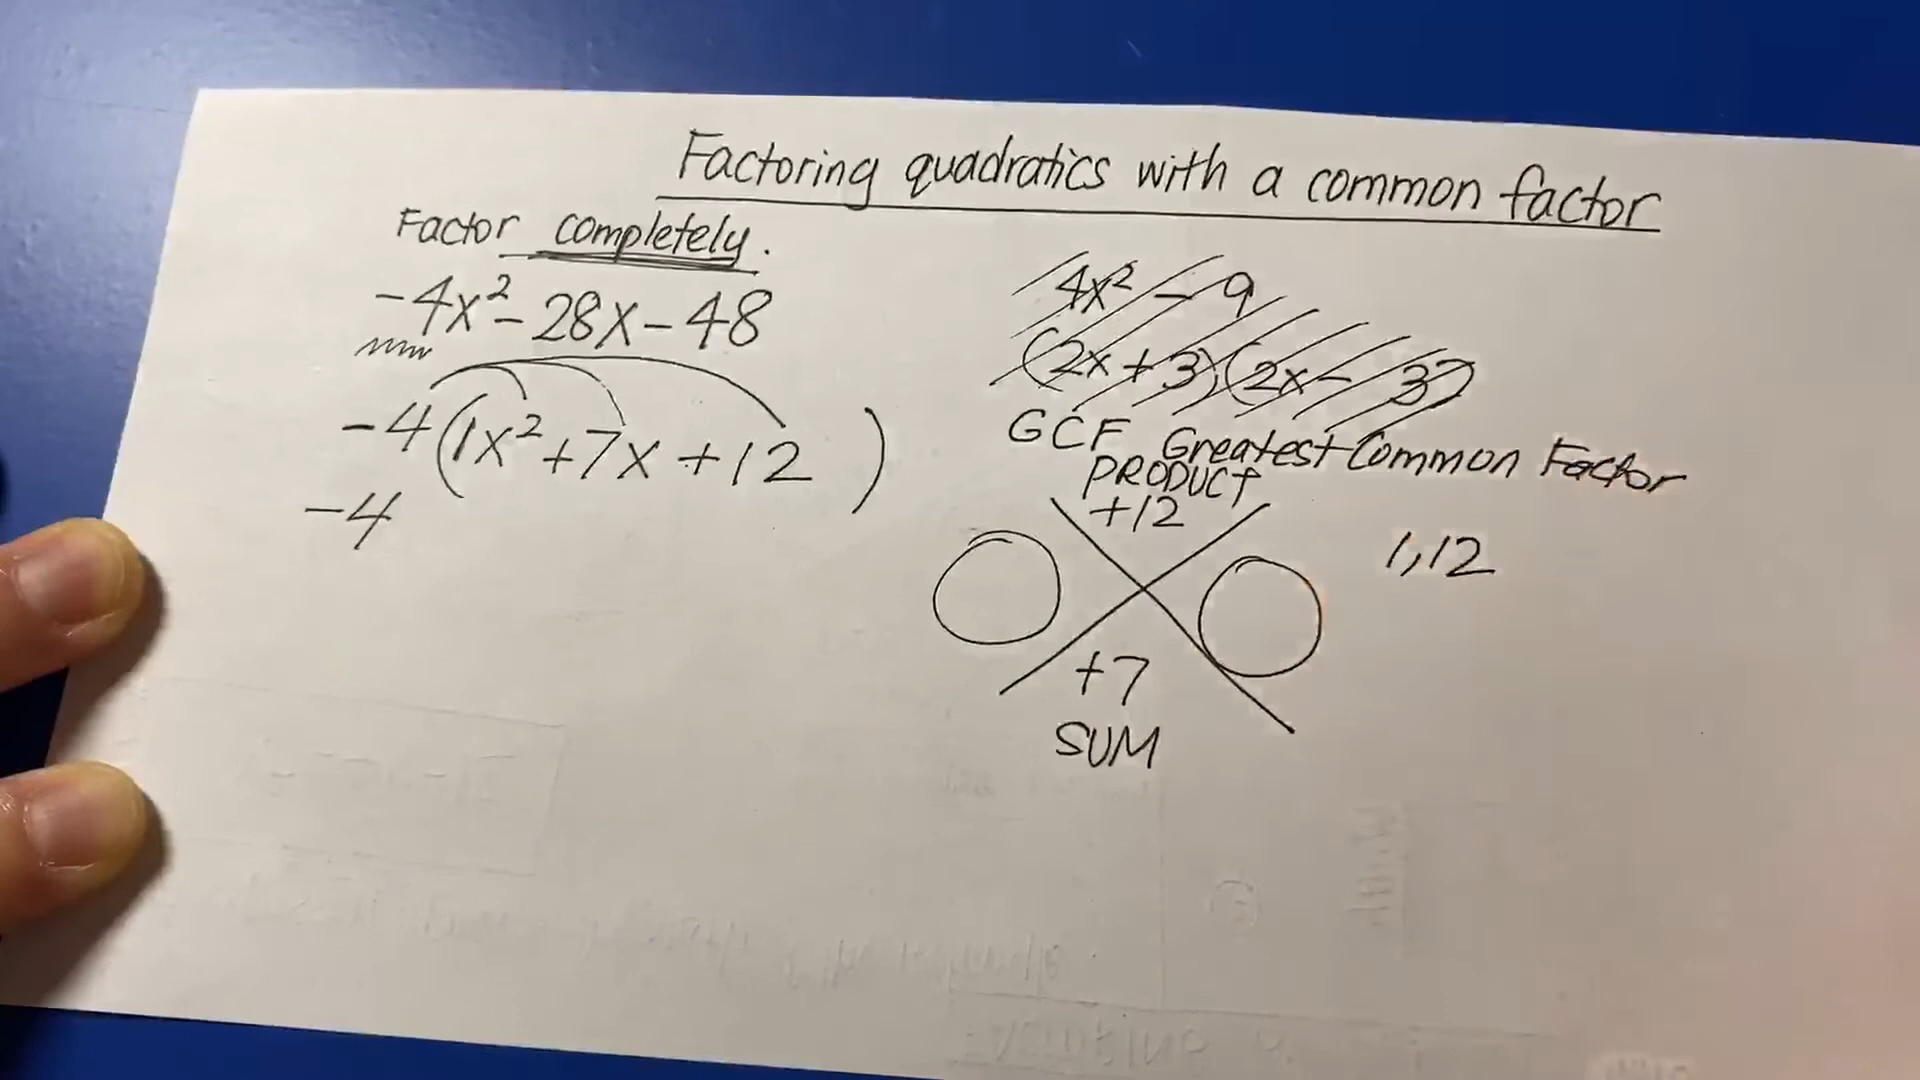 Factoring quadratics with a common factor
Factor completely.
-4x² - 28x - 48
-4(1x² + 7x + 12 )
-4
4x² - 9
(2x + 3)(2x - 3)
GCF Greatest Common Factor
PRODUCT
+12
1,12
+7
SUM